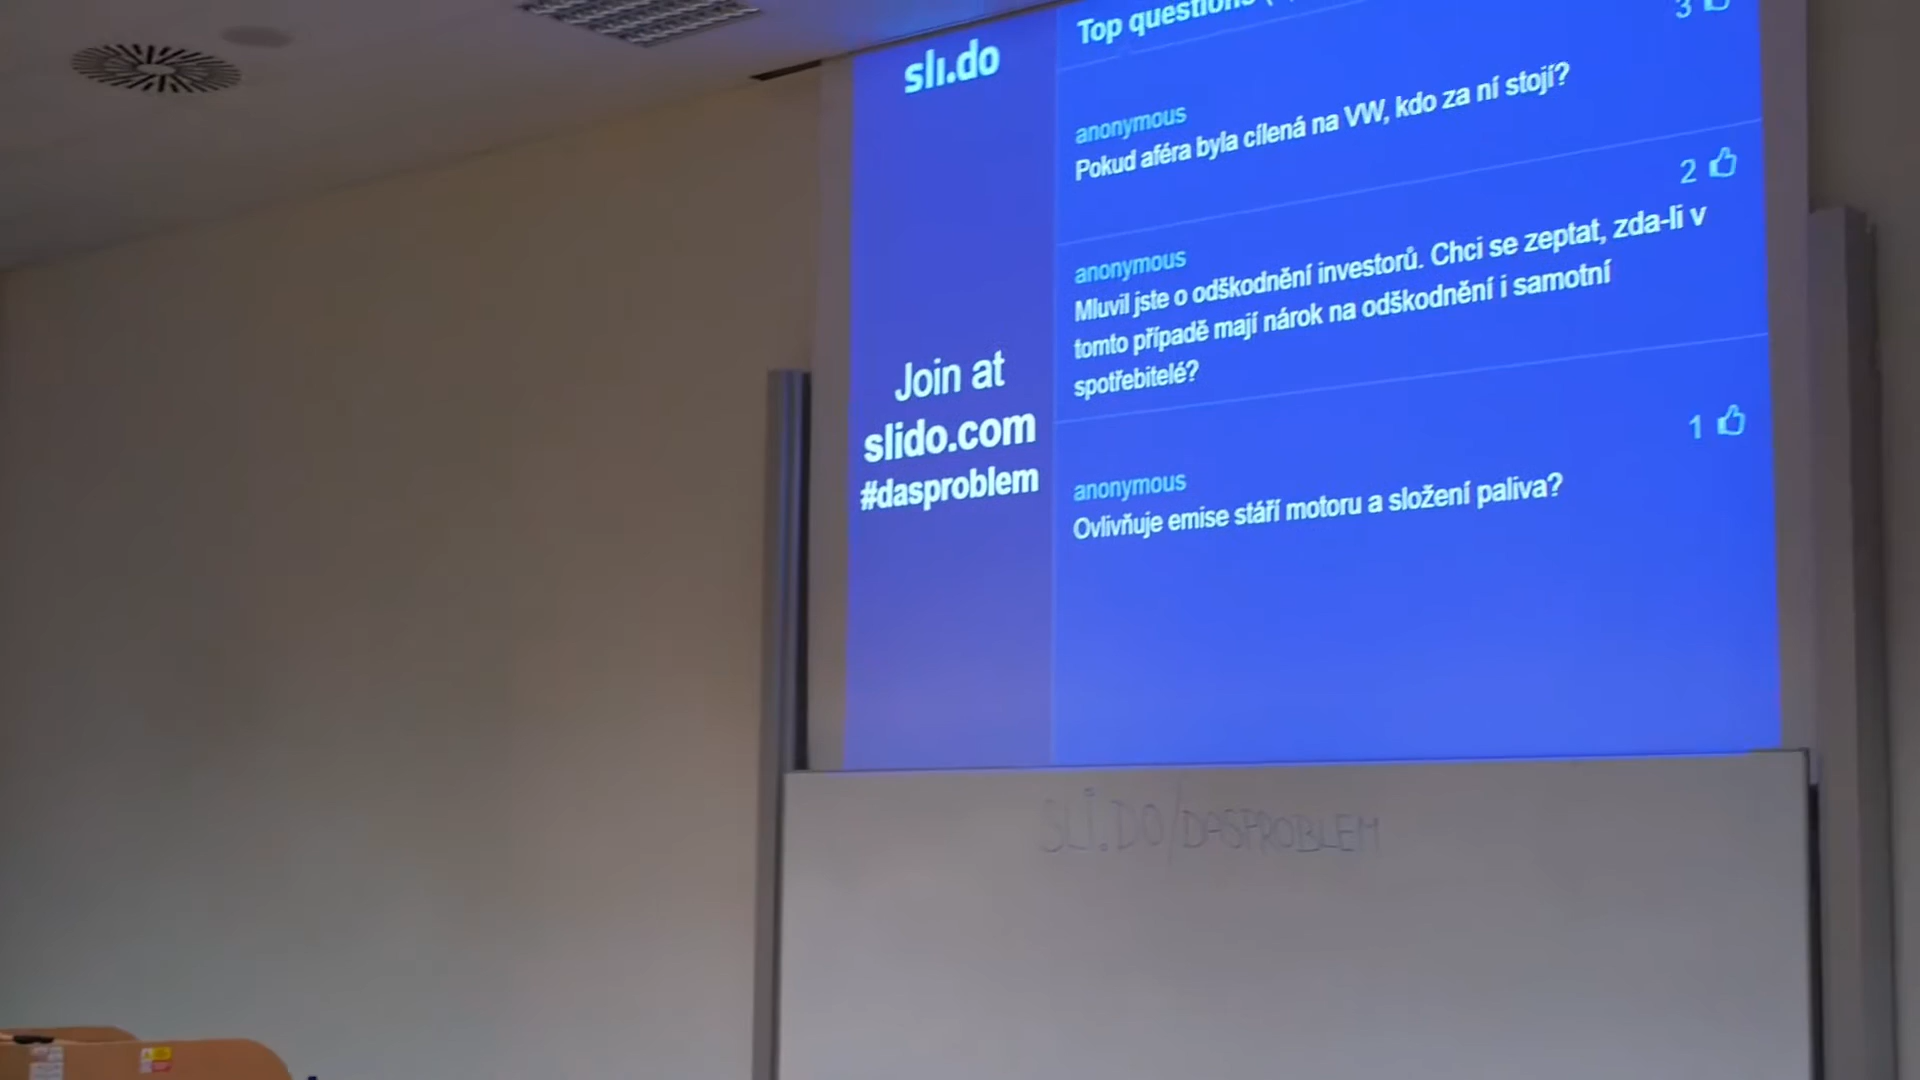 sli.do
Join at
slido.com
#dasproblem
Top questions
3
anonymous
Pokud aféra byla cílená na VW, kdo za ní stojí?
2
anonymous
Mluvil jste o odškodnění investorů. Chci se zeptat, zda-li v
tomto případě mají nárok na odškodnění i samotní
spotřebitelé?
1
anonymous
Ovlivňuje emise stáří motoru a složení paliva?
SLI.DO/DASPROBLEM